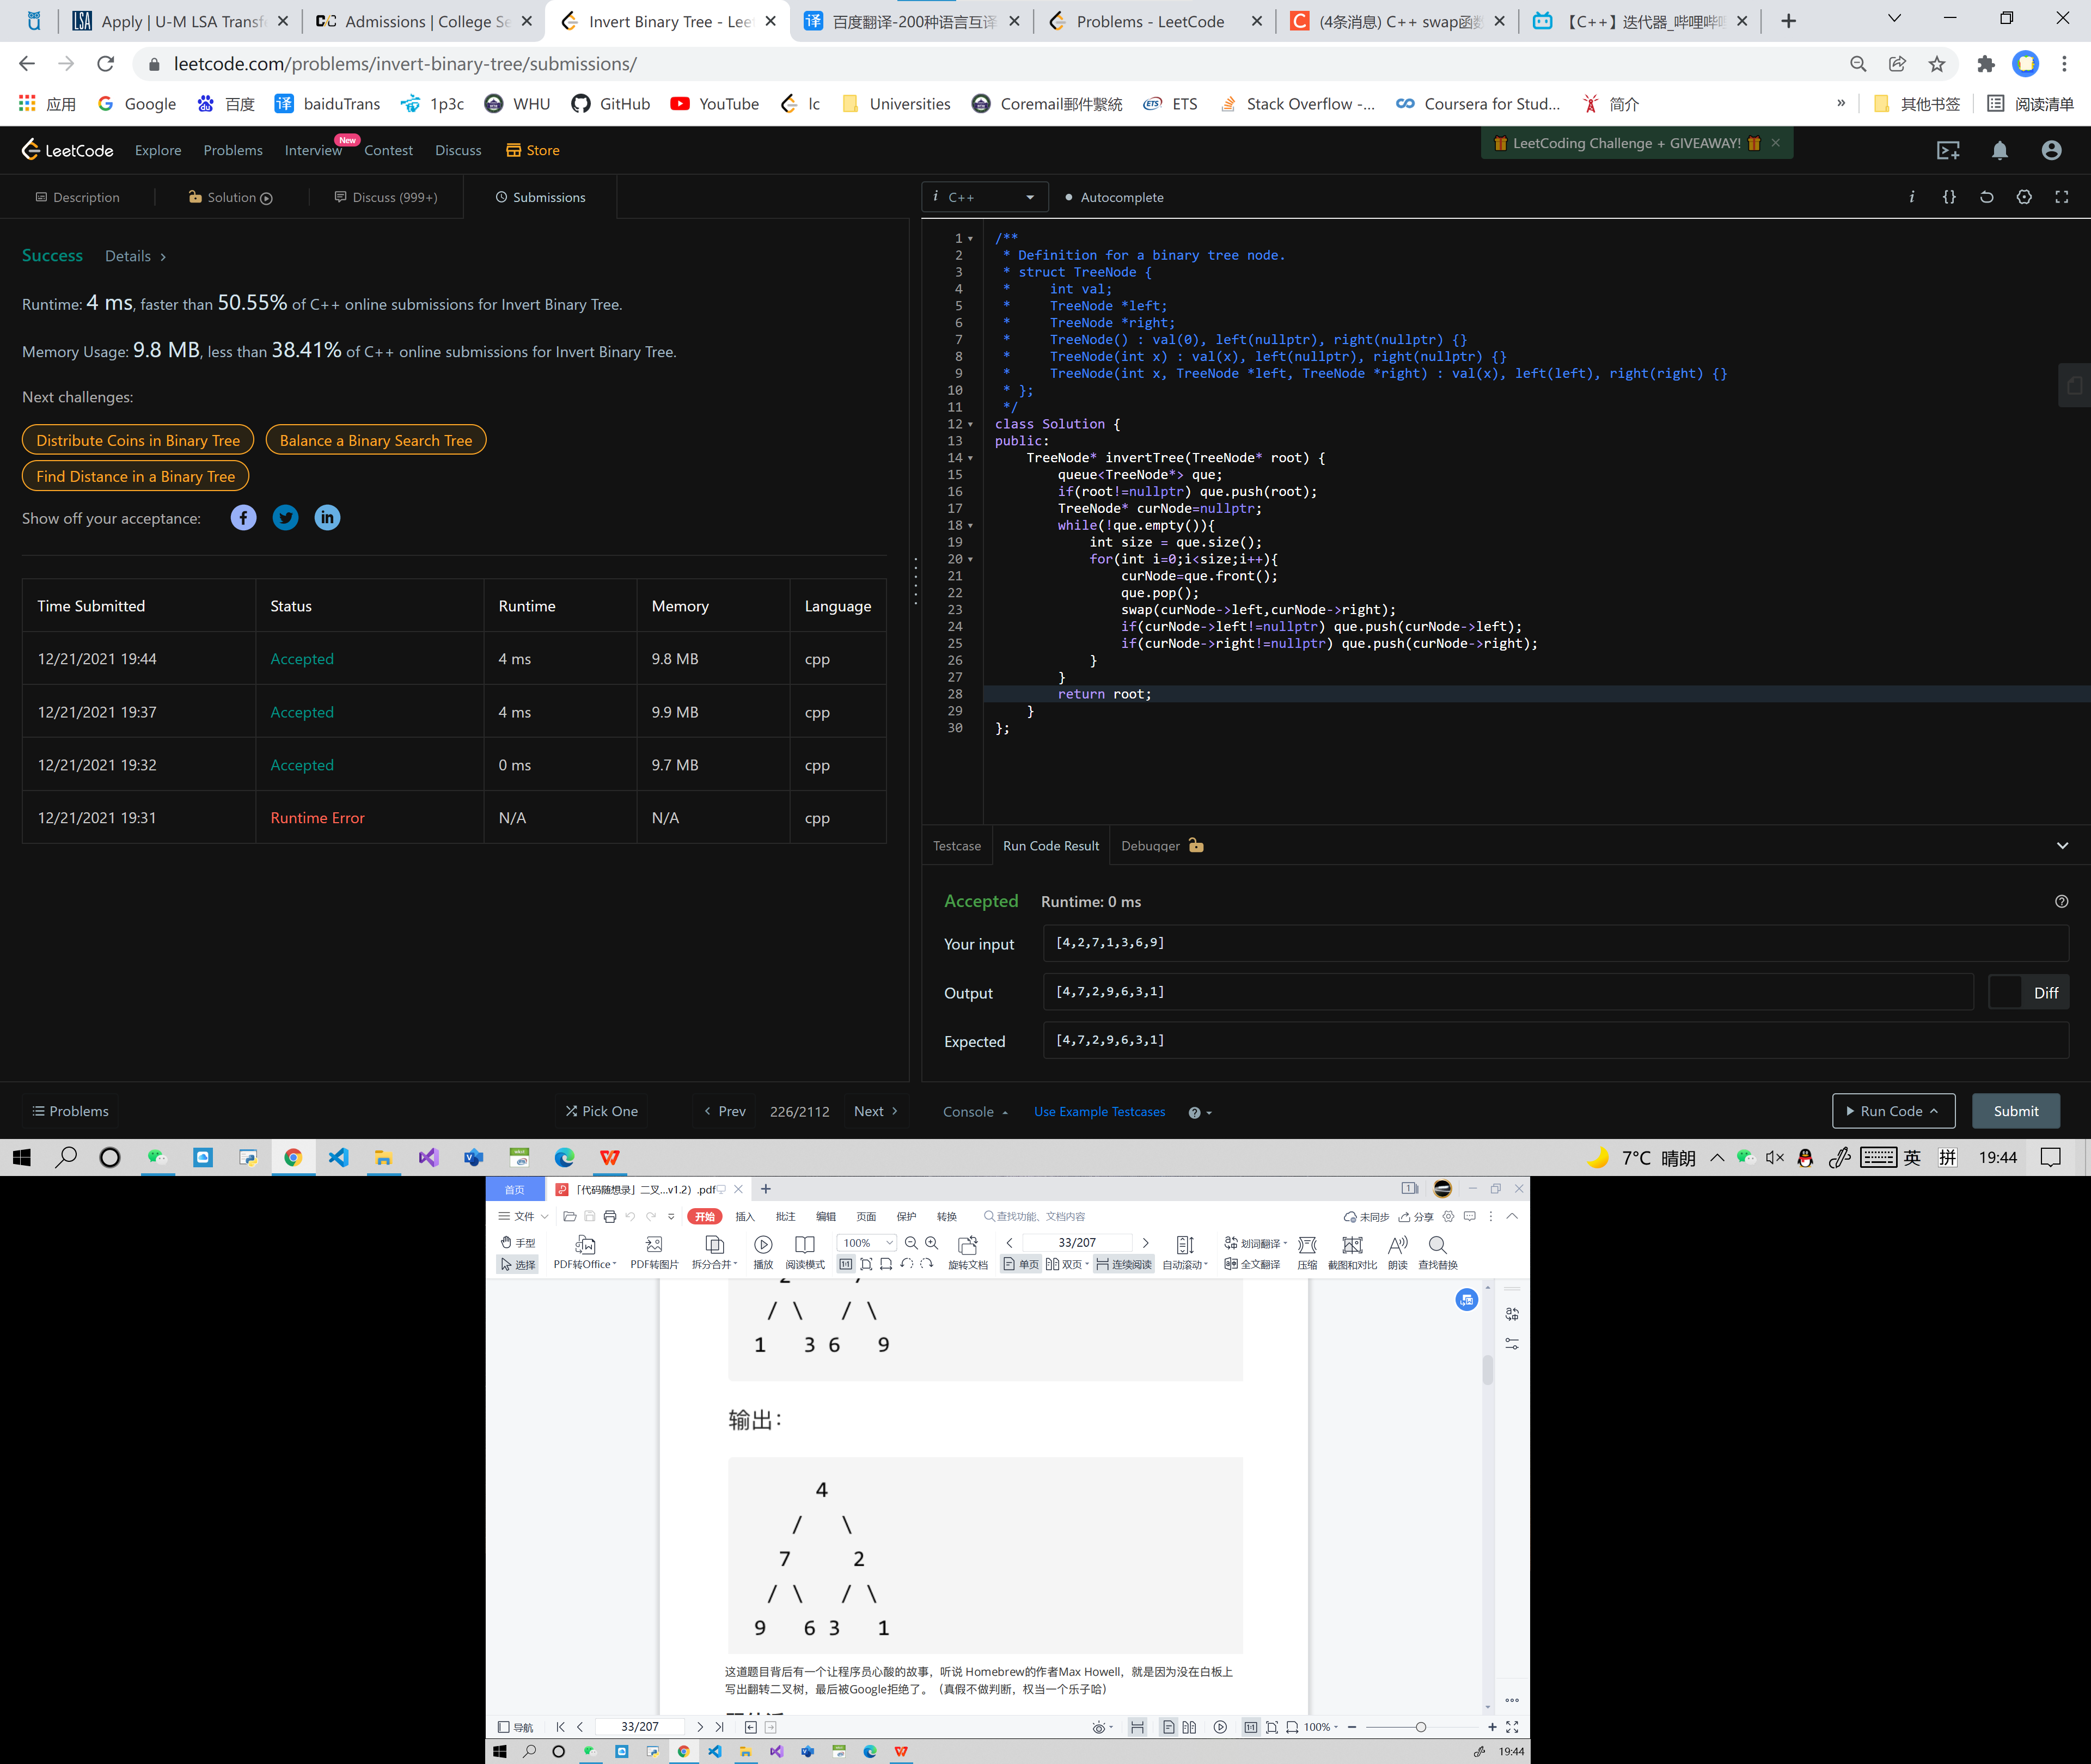 Apply | U-M LSA Transf
Admissions | College Se
Invert Binary Tree - Lee
百度翻译-200种语言互译
Problems - LeetCode
(4条消息) C++ swap函数
【C++】迭代器_哔哩哔哩
leetcode.com/problems/invert-binary-tree/submissions/
应用 Google 百度 baiduTrans 1p3c WHU GitHub YouTube lc Universities Coremail郵件繫統 ETS Stack Overflow -... Coursera for Stud... 简介 » 其他书签 阅读清单
LeetCode Explore Problems Interview New Contest Discuss Store LeetCoding Challenge + GIVEAWAY!
Description Solution Discuss (999+) Submissions
Success Details >
Runtime: 4 ms, faster than 50.55% of C++ online submissions for Invert Binary Tree.
Memory Usage: 9.8 MB, less than 38.41% of C++ online submissions for Invert Binary Tree.
Next challenges:
Distribute Coins in Binary Tree Balance a Binary Search Tree
Find Distance in a Binary Tree
Show off your acceptance:
Time Submitted Status Runtime Memory Language
12/21/2021 19:44 Accepted 4 ms 9.8 MB cpp
12/21/2021 19:37 Accepted 4 ms 9.9 MB cpp
12/21/2021 19:32 Accepted 0 ms 9.7 MB cpp
12/21/2021 19:31 Runtime Error N/A N/A cpp
Problems Pick One < Prev 226/2112 Next >
i C++ Autocomplete
1 /**
2 * Definition for a binary tree node.
3 * struct TreeNode {
4 * int val;
5 * TreeNode *left;
6 * TreeNode *right;
7 * TreeNode() : val(0), left(nullptr), right(nullptr) {}
8 * TreeNode(int x) : val(x), left(nullptr), right(nullptr) {}
9 * TreeNode(int x, TreeNode *left, TreeNode *right) : val(x), left(left), right(right) {}
10 * };
11 */
12 class Solution {
13 public:
14 TreeNode* invertTree(TreeNode* root) {
15 queue<TreeNode*> que;
16 if(root!=nullptr) que.push(root);
17 TreeNode* curNode=nullptr;
18 while(!que.empty()){
19 int size = que.size();
20 for(int i=0;i<size;i++){
21 curNode=que.front();
22 que.pop();
23 swap(curNode->left,curNode->right);
24 if(curNode->left!=nullptr) que.push(curNode->left);
25 if(curNode->right!=nullptr) que.push(curNode->right);
26 }
27 }
28 return root;
29 }
30 };
Testcase Run Code Result Debugger
Accepted Runtime: 0 ms
Your input [4,2,7,1,3,6,9]
Output [4,7,2,9,6,3,1] Diff
Expected [4,7,2,9,6,3,1]
Console Use Example Testcases Run Code Submit
7°C 晴朗 英 拼 19:44
首页 「代码随想录」二叉...v1.2）.pdf
文件 开始 插入 批注 编辑 页面 保护 转换 查找功能、文档内容 未同步 分享
手型 100% 33/207 划词翻译
选择 PDF转Office PDF转图片 拆分合并 播放 阅读模式 旋转文档 单页 双页 连续阅读 自动滚动 全文翻译 压缩 截图和对比 朗读 查找替换
/ \ / \
1 3 6 9
输出：
4
/ \
7 2
/ \ / \
9 6 3 1
这道题目背后有一个让程序员心酸的故事，听说 Homebrew的作者Max Howell，就是因为没在白板上
写出翻转二叉树，最后被Google拒绝了。（真假不做判断，权当一个乐子哈）
导航 33/207 100%
19:44